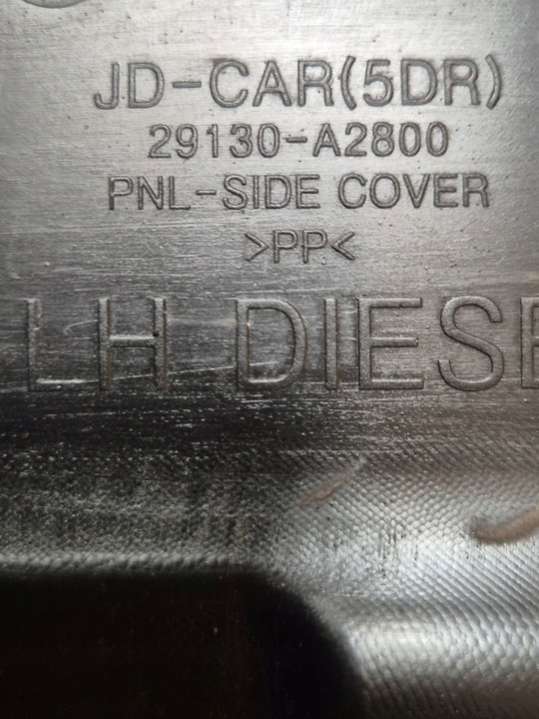 JD-CAR(5DR)
29130-A2800
PNL-SIDE COVER
>PP<
LH DIESE